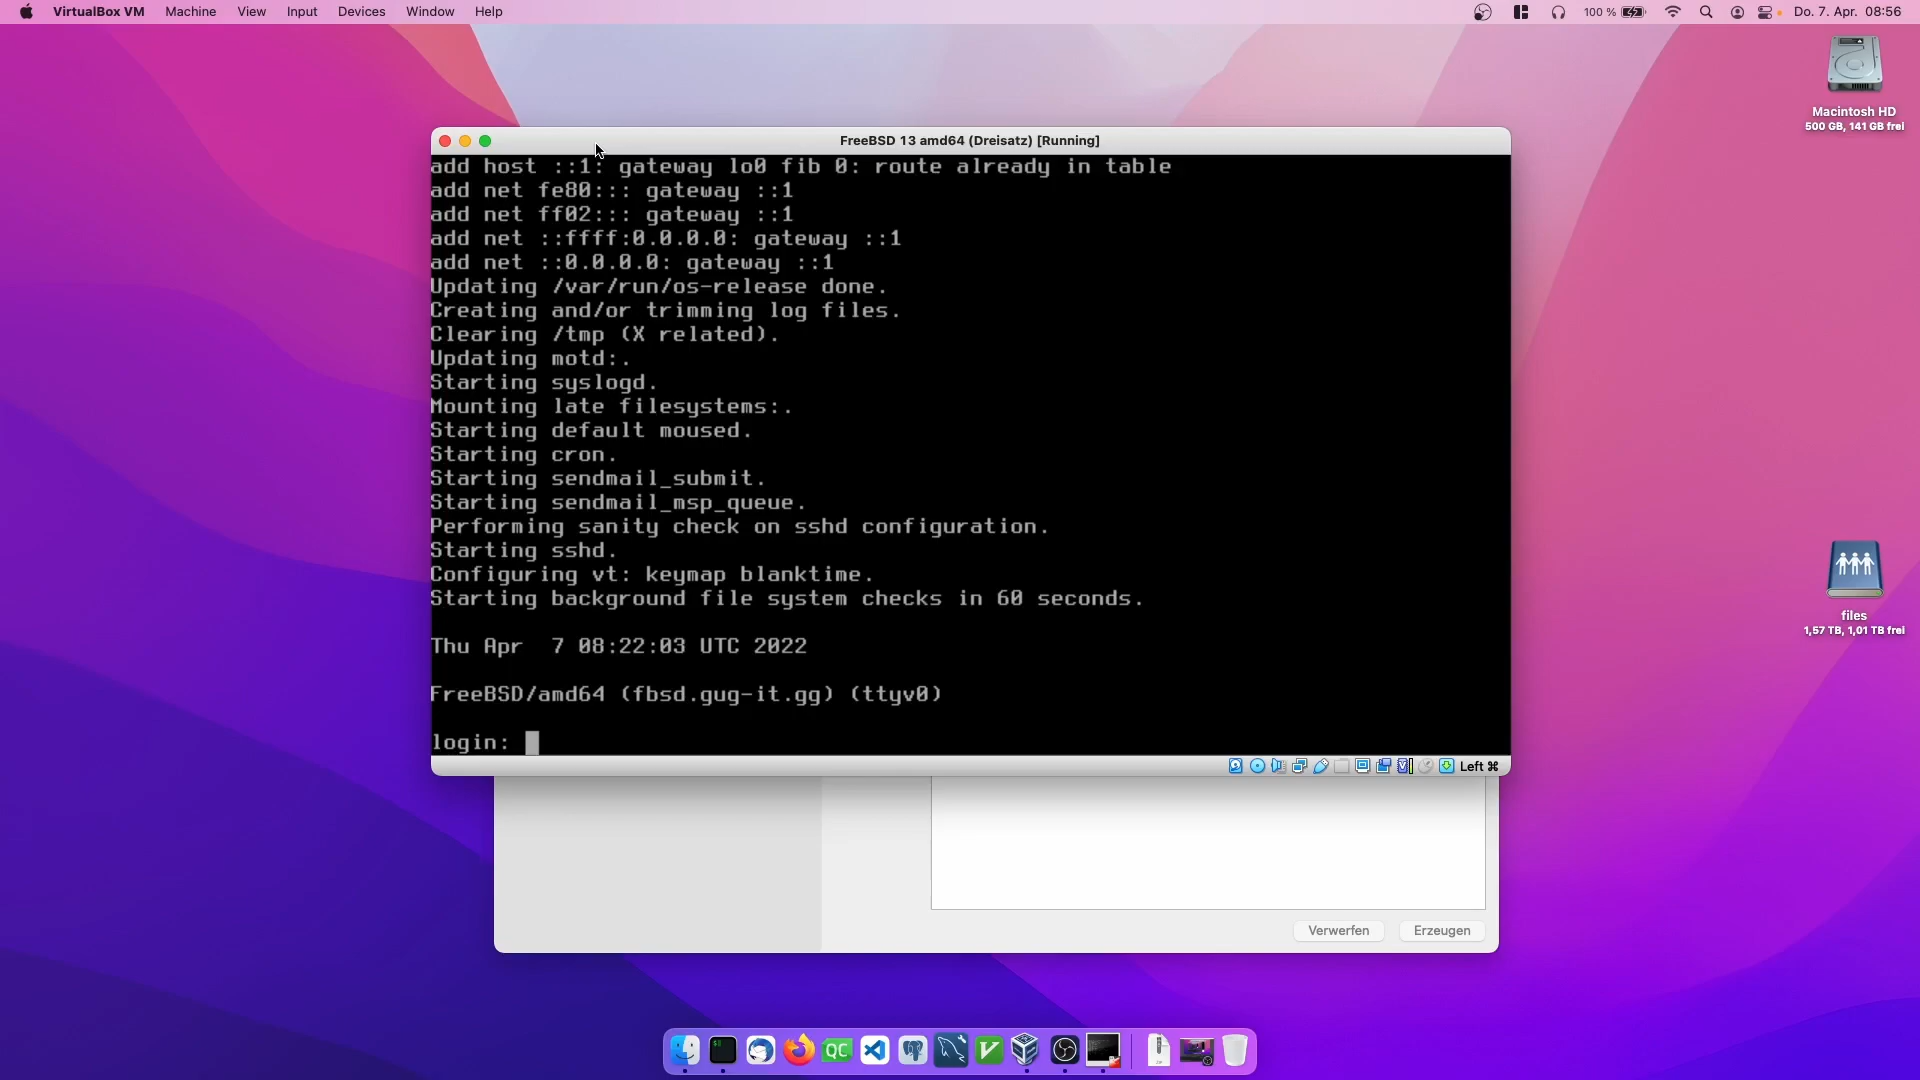 VirtualBox VM Machine View Input Devices Window Help 100 % Do. 7. Apr. 08:56
Macintosh HD
500 GB, 141 GB frei
FreeBSD 13 amd64 (Dreisatz) [Running]
add host ::1: gateway lo0 fib 0: route already in table
add net fe80::: gateway ::1
add net ff02::: gateway ::1
add net ::ffff:0.0.0.0: gateway ::1
add net ::0.0.0.0: gateway ::1
Updating /var/run/os-release done.
Creating and/or trimming log files.
Clearing /tmp (X related).
Updating motd:.
Starting syslogd.
Mounting late filesystems:.
Starting default moused.
Starting cron.
Starting sendmail_submit.
Starting sendmail_msp_queue.
Performing sanity check on sshd configuration.
Starting sshd.
Configuring vt: keymap blanktime.
Starting background file system checks in 60 seconds.
Thu Apr  7 08:22:03 UTC 2022
FreeBSD/amd64 (fbsd.gug-it.gg) (ttyv0)
login:
Left ⌘
files
1,57 TB, 1,01 TB frei
Verwerfen Erzeugen
QC